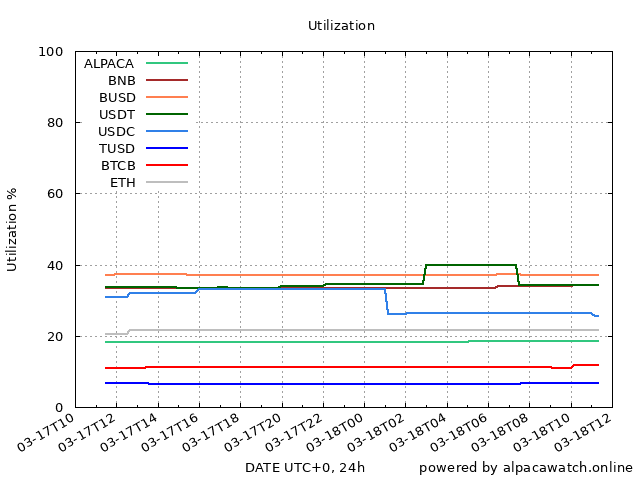 Utilization
100
80
60
40
20
0
Utilization %
ALPACA
BNB
BUSD
USDT
USDC
TUSD
BTCB
ETH
03-17T10
03-17T12
03-17T14
03-17T16
03-17T18
03-17T20
03-17T22
03-18T00
03-18T02
03-18T04
03-18T06
03-18T08
03-18T10
03-18T12
DATE UTC+0, 24h
powered by alpacawatch.online